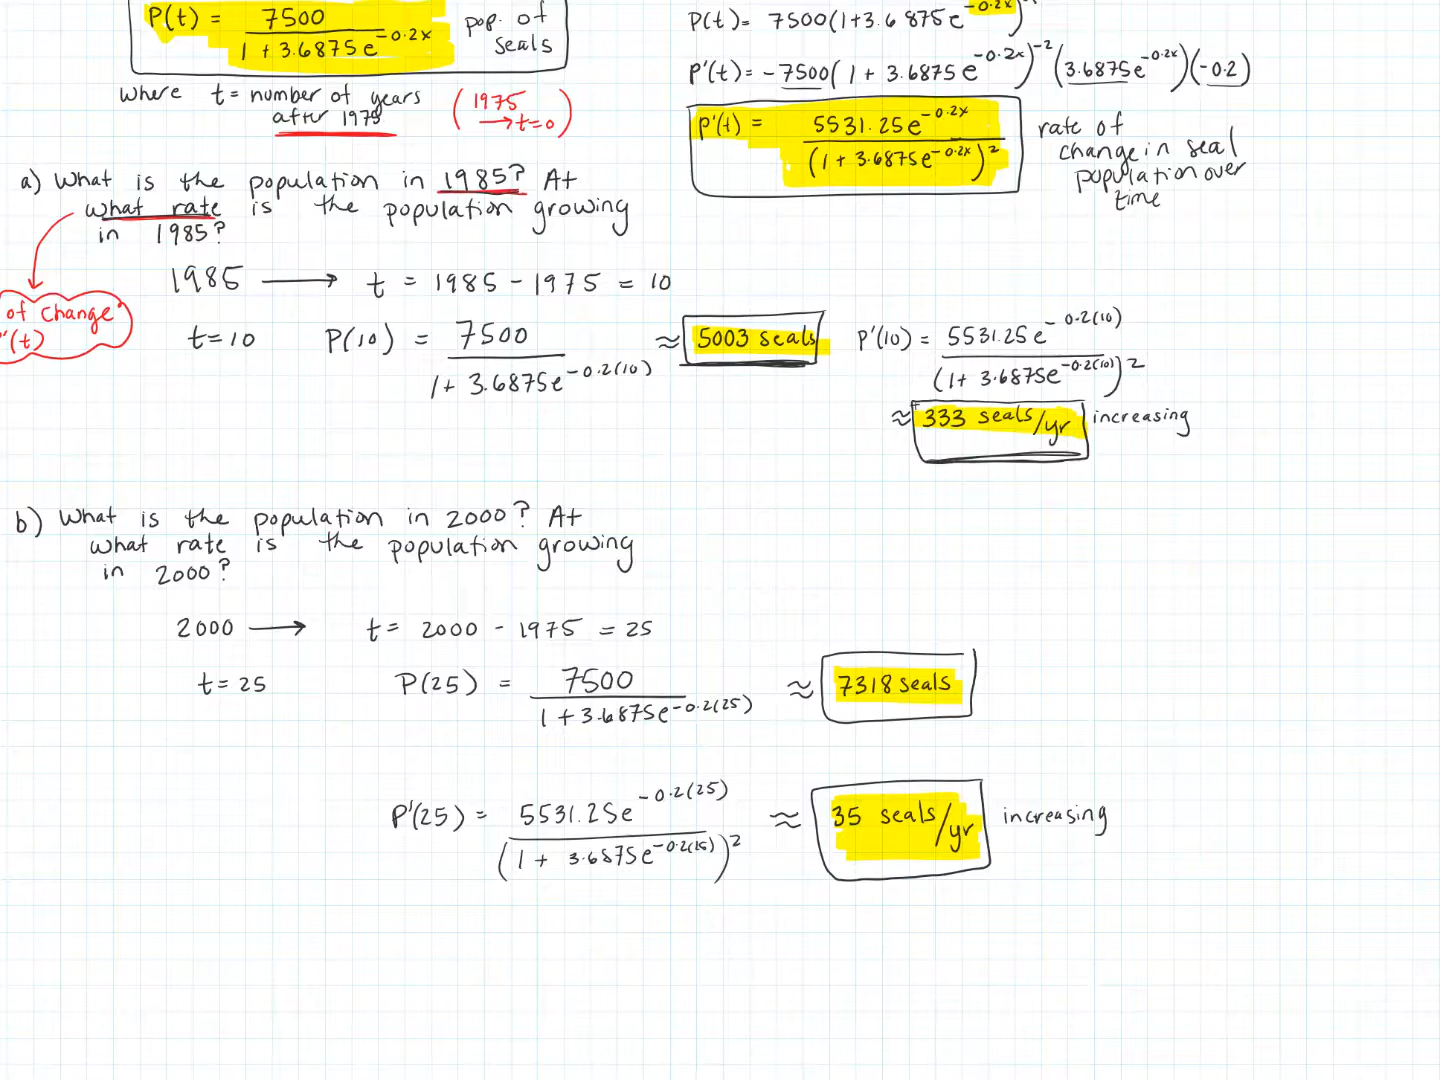 P(t) = 7500 / 1 + 3.6875e^-0.2x pop. of seals
where t = number of years after 1975 (1975 → t=0)
P(t) = 7500(1+3.6875e^-0.2x)
P'(t) = -7500(1 + 3.6875e^-0.2x)^-2 (3.6875e^-0.2x)(-0.2)
P'(t) = 5531.25e^-0.2x / (1 + 3.6875e^-0.2x)^2 rate of change in seal population over time
a) What is the population in 1985? At
what rate is the population growing
in 1985?
1985 → t = 1985 - 1975 = 10
of change
'(t)
t=10 P(10) = 7500 / 1 + 3.6875e^-0.2(10) ≈ 5003 seals
P'(10) = 5531.25e^-0.2(10) / (1 + 3.6875e^-0.2(10))^2
≈ 333 seals/yr increasing
b) What is the population in 2000? At
what rate is the population growing
in 2000?
2000 → t = 2000 - 1975 = 25
t = 25 P(25) = 7500 / 1 + 3.6875e^-0.2(25) ≈ 7318 seals
P'(25) = 5531.25e^-0.2(25) / (1 + 3.6875e^-0.2(25))^2 ≈ 35 seals/yr increasing